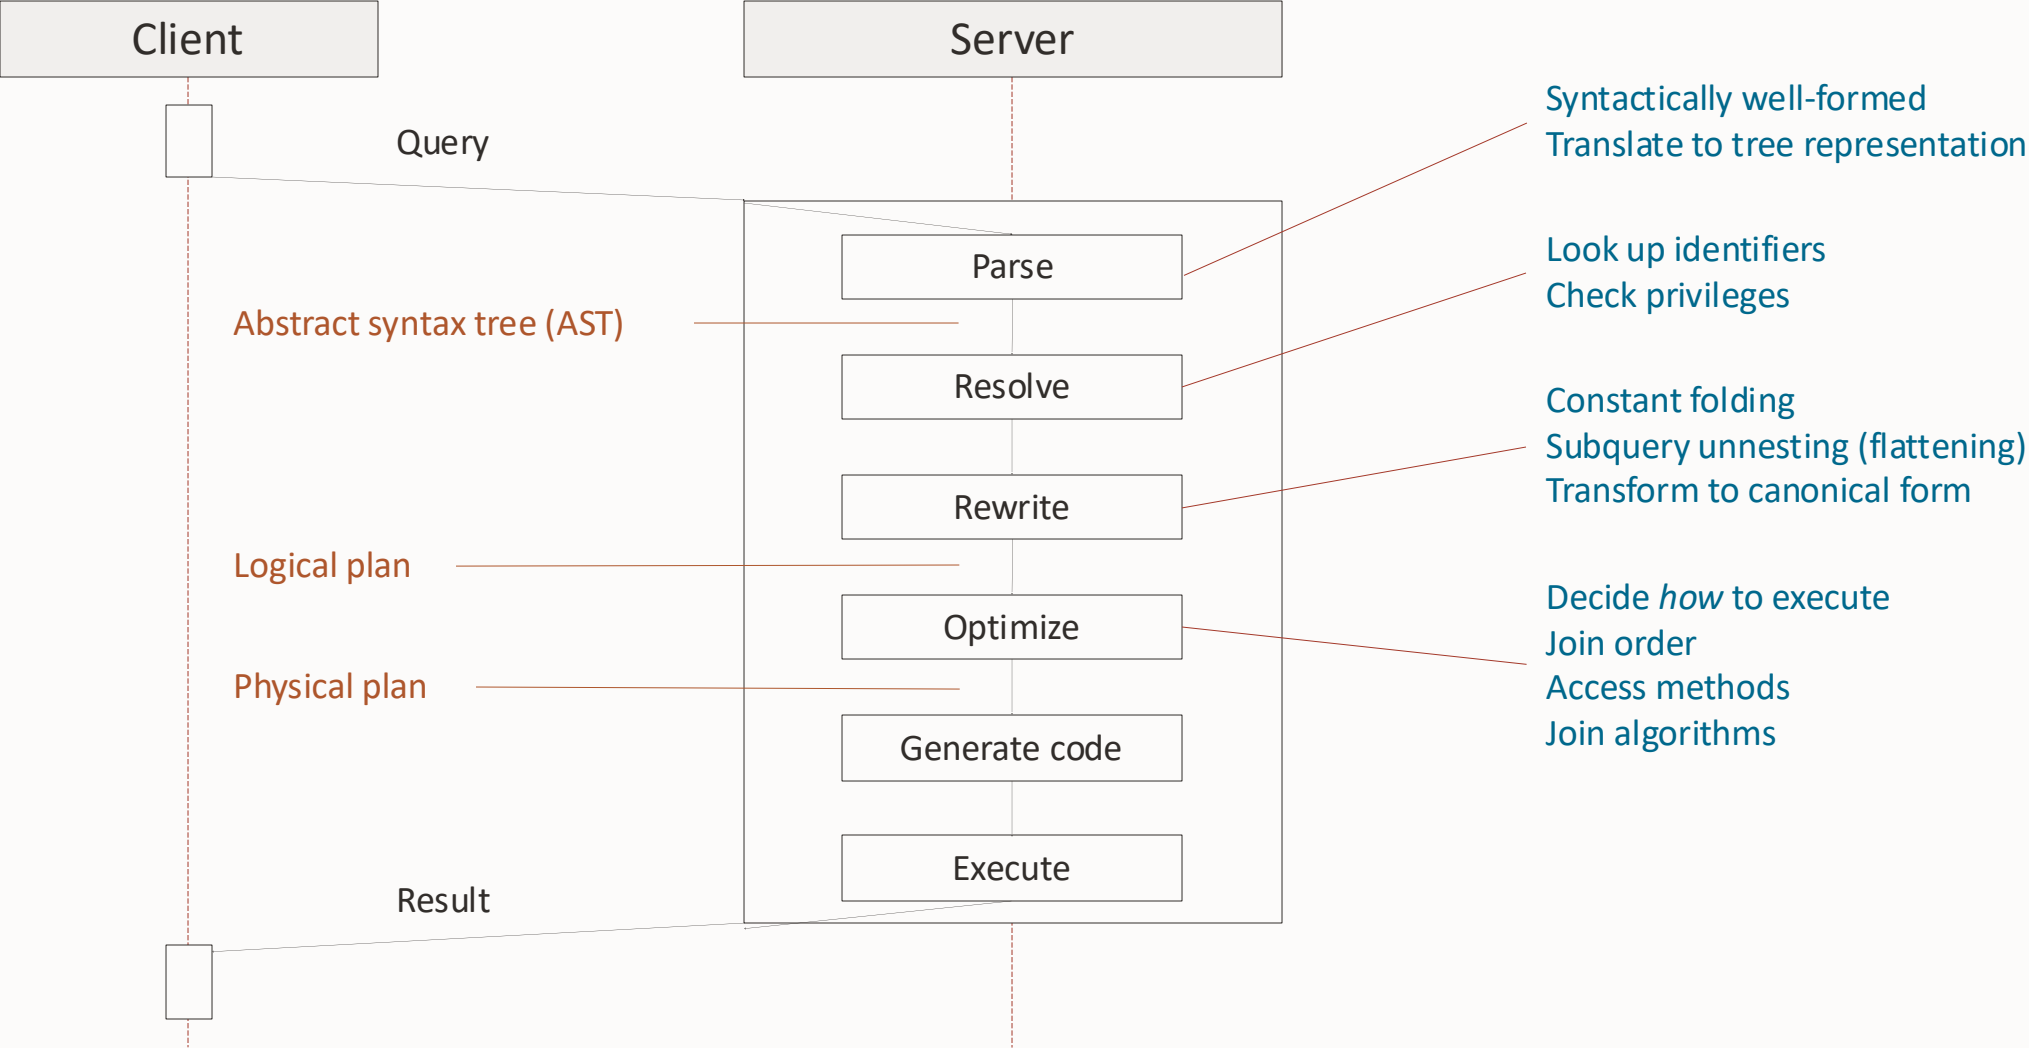 Client
Server
Query
Syntactically well-formed
Translate to tree representation
Parse
Look up identifiers
Check privileges
Abstract syntax tree (AST)
Resolve
Constant folding
Subquery unnesting (flattening)
Transform to canonical form
Rewrite
Logical plan
Decide how to execute
Join order
Access methods
Join algorithms
Optimize
Physical plan
Generate code
Execute
Result